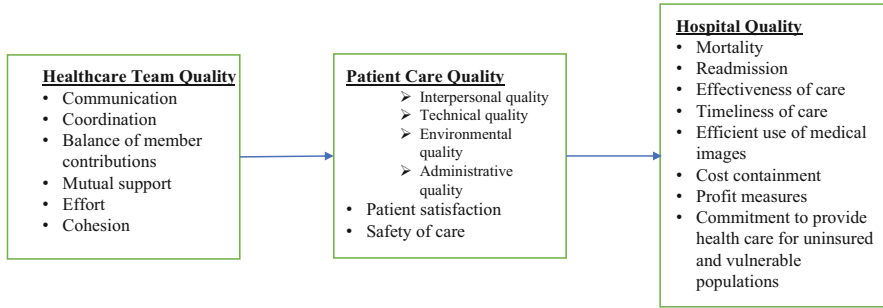 Healthcare Team Quality
• Communication
• Coordination
• Balance of member
contributions
• Mutual support
• Effort
• Cohesion
Patient Care Quality
➢ Interpersonal quality
➢ Technical quality
➢ Environmental
quality
➢ Administrative
quality
• Patient satisfaction
• Safety of care
Hospital Quality
• Mortality
• Readmission
• Effectiveness of care
• Timeliness of care
• Efficient use of medical
images
• Cost containment
• Profit measures
• Commitment to provide
health care for uninsured
and vulnerable
populations